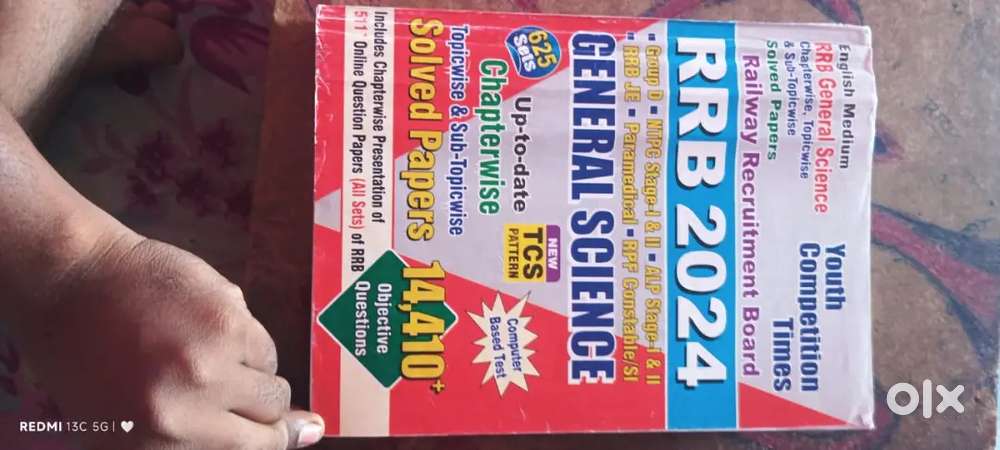 English Medium
RRB General Science
Chapterwise, Topicwise
& Sub-Topicwise
Solved Papers
Youth
Competition
Times
Railway Recruitment Board
RRB 2024
▪ Group D ▪ NTPC Stage-I & II ▪ ALP Stage-I & II
▪ RRB JE ▪ Paramedical ▪ RPF Constable/SI
GENERAL SCIENCE
625
Sets
Up-to-date
NEW
TCS
PATTERN
Computer
Based Test
Chapterwise
Topicwise & Sub-Topicwise
Solved Papers
14,410+
Objective
Questions
Includes Chapterwise Presentation of
511+ Online Question Papers (All Sets) of RRB
REDMI 13C 5G
olx